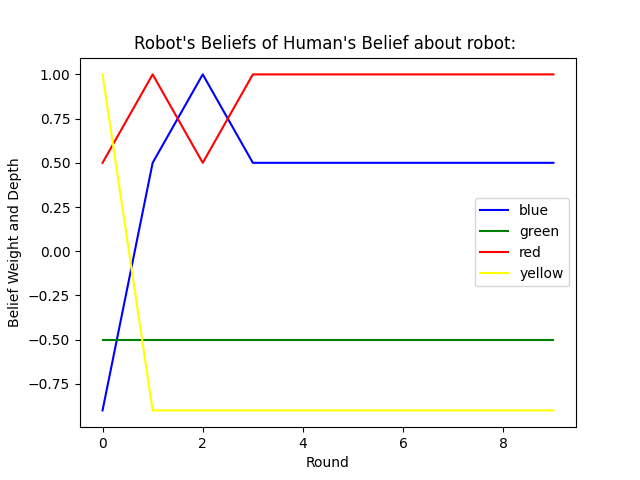 Robot's Beliefs of Human's Belief about robot:
Belief Weight and Depth
1.00
0.75
0.50
0.25
0.00
−0.25
−0.50
−0.75
blue
green
red
yellow
0 2 4 6 8
Round